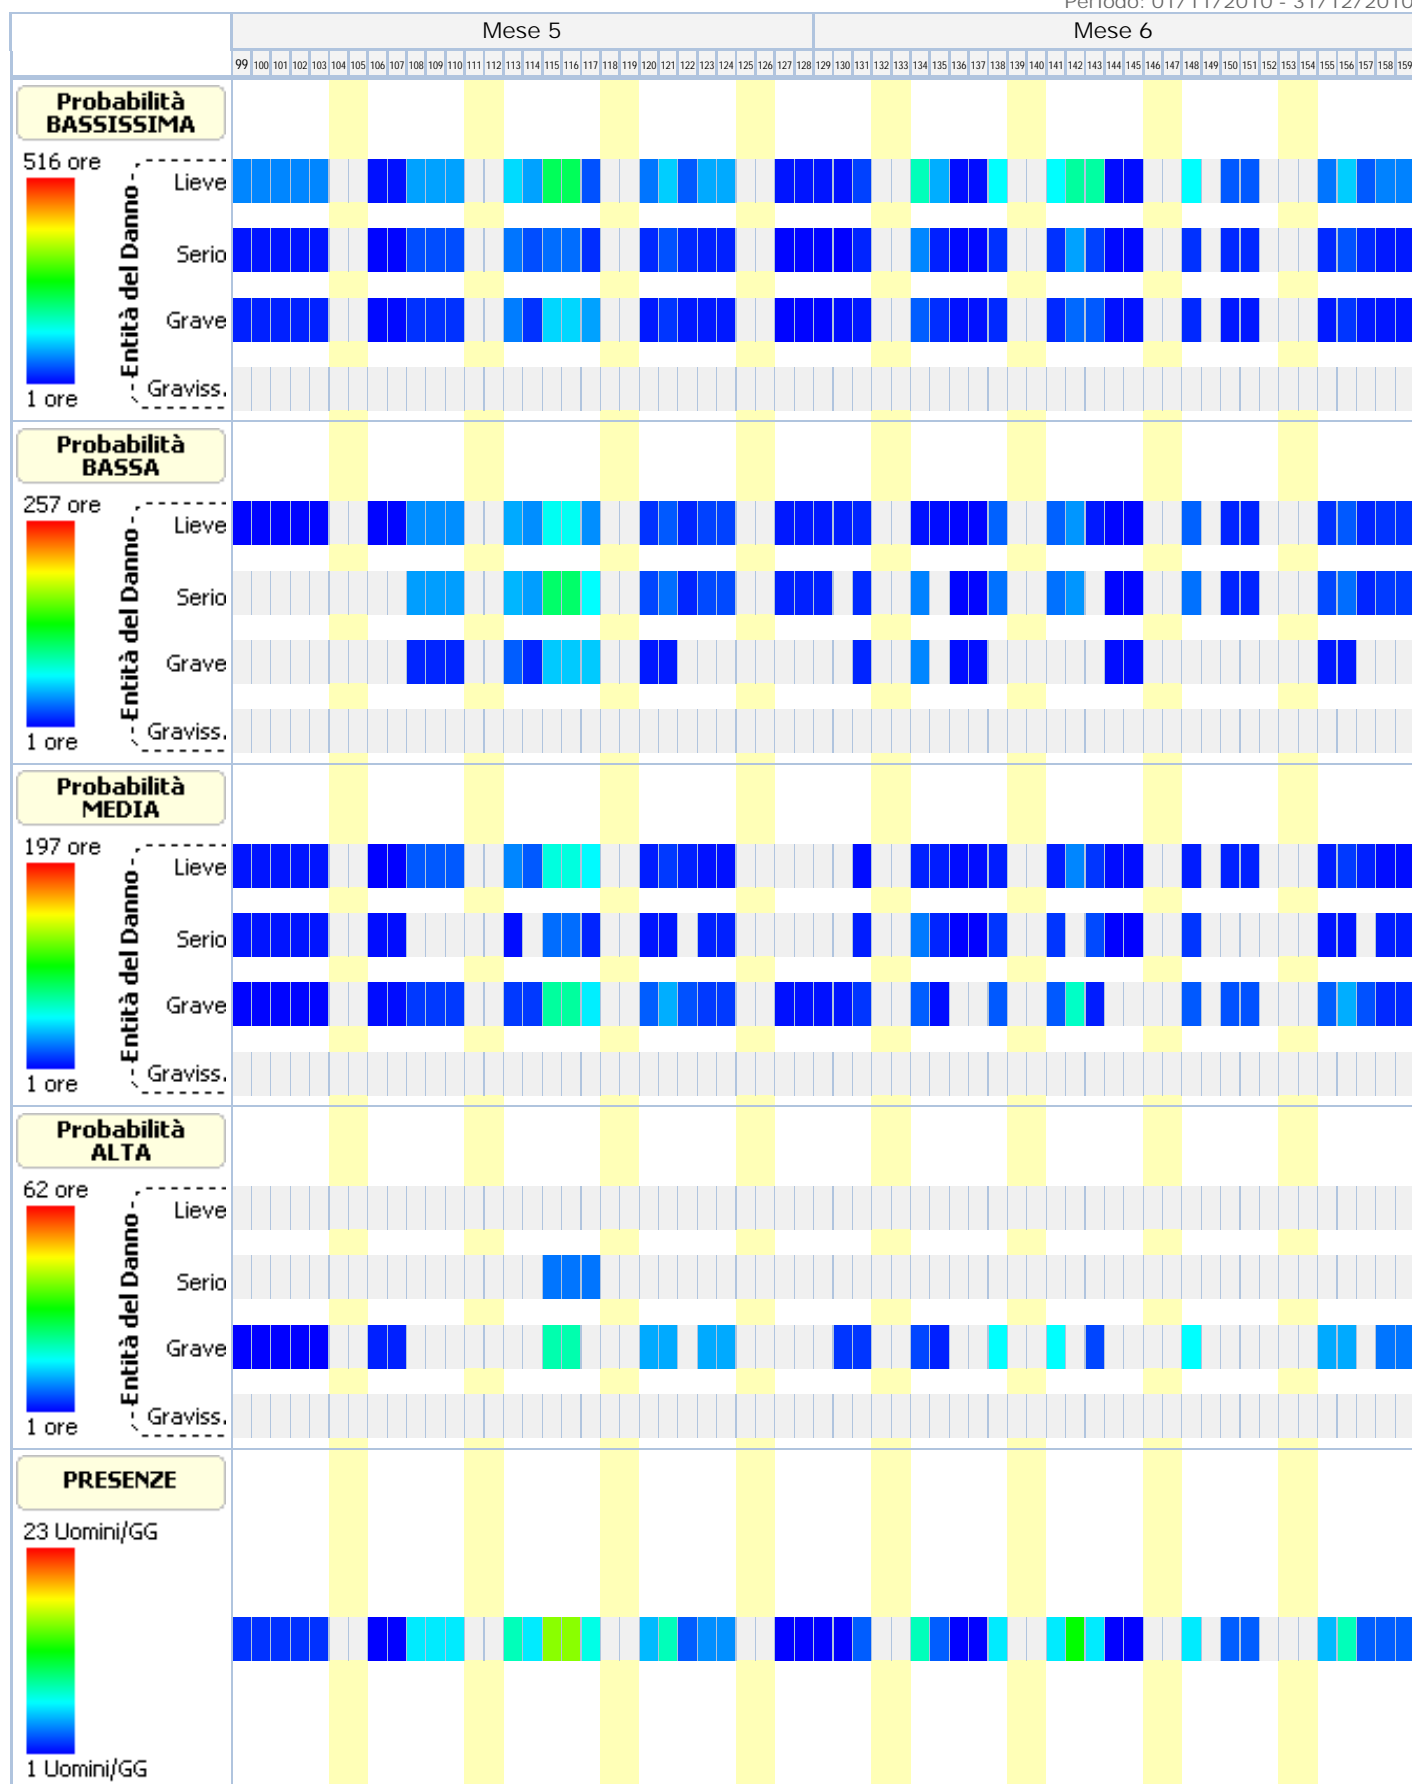 Periodo: 01/11/2010 - 31/12/2010
Mese 5 Mese 6
99 100 101 102 103 104 105 106 107 108 109 110 111 112 113 114 115 116 117 118 119 120 121 122 123 124 125 126 127 128 129 130 131 132 133 134 135 136 137 138 139 140 141 142 143 144 145 146 147 148 149 150 151 152 153 154 155 156 157 158 159
Probabilità
BASSISSIMA
516 ore
Entità del Danno
Lieve
Serio
Grave
Graviss.
1 ore
Probabilità
BASSA
257 ore
Entità del Danno
Lieve
Serio
Grave
Graviss.
1 ore
Probabilità
MEDIA
197 ore
Entità del Danno
Lieve
Serio
Grave
Graviss.
1 ore
Probabilità
ALTA
62 ore
Entità del Danno
Lieve
Serio
Grave
Graviss.
1 ore
PRESENZE
23 Uomini/GG
1 Uomini/GG